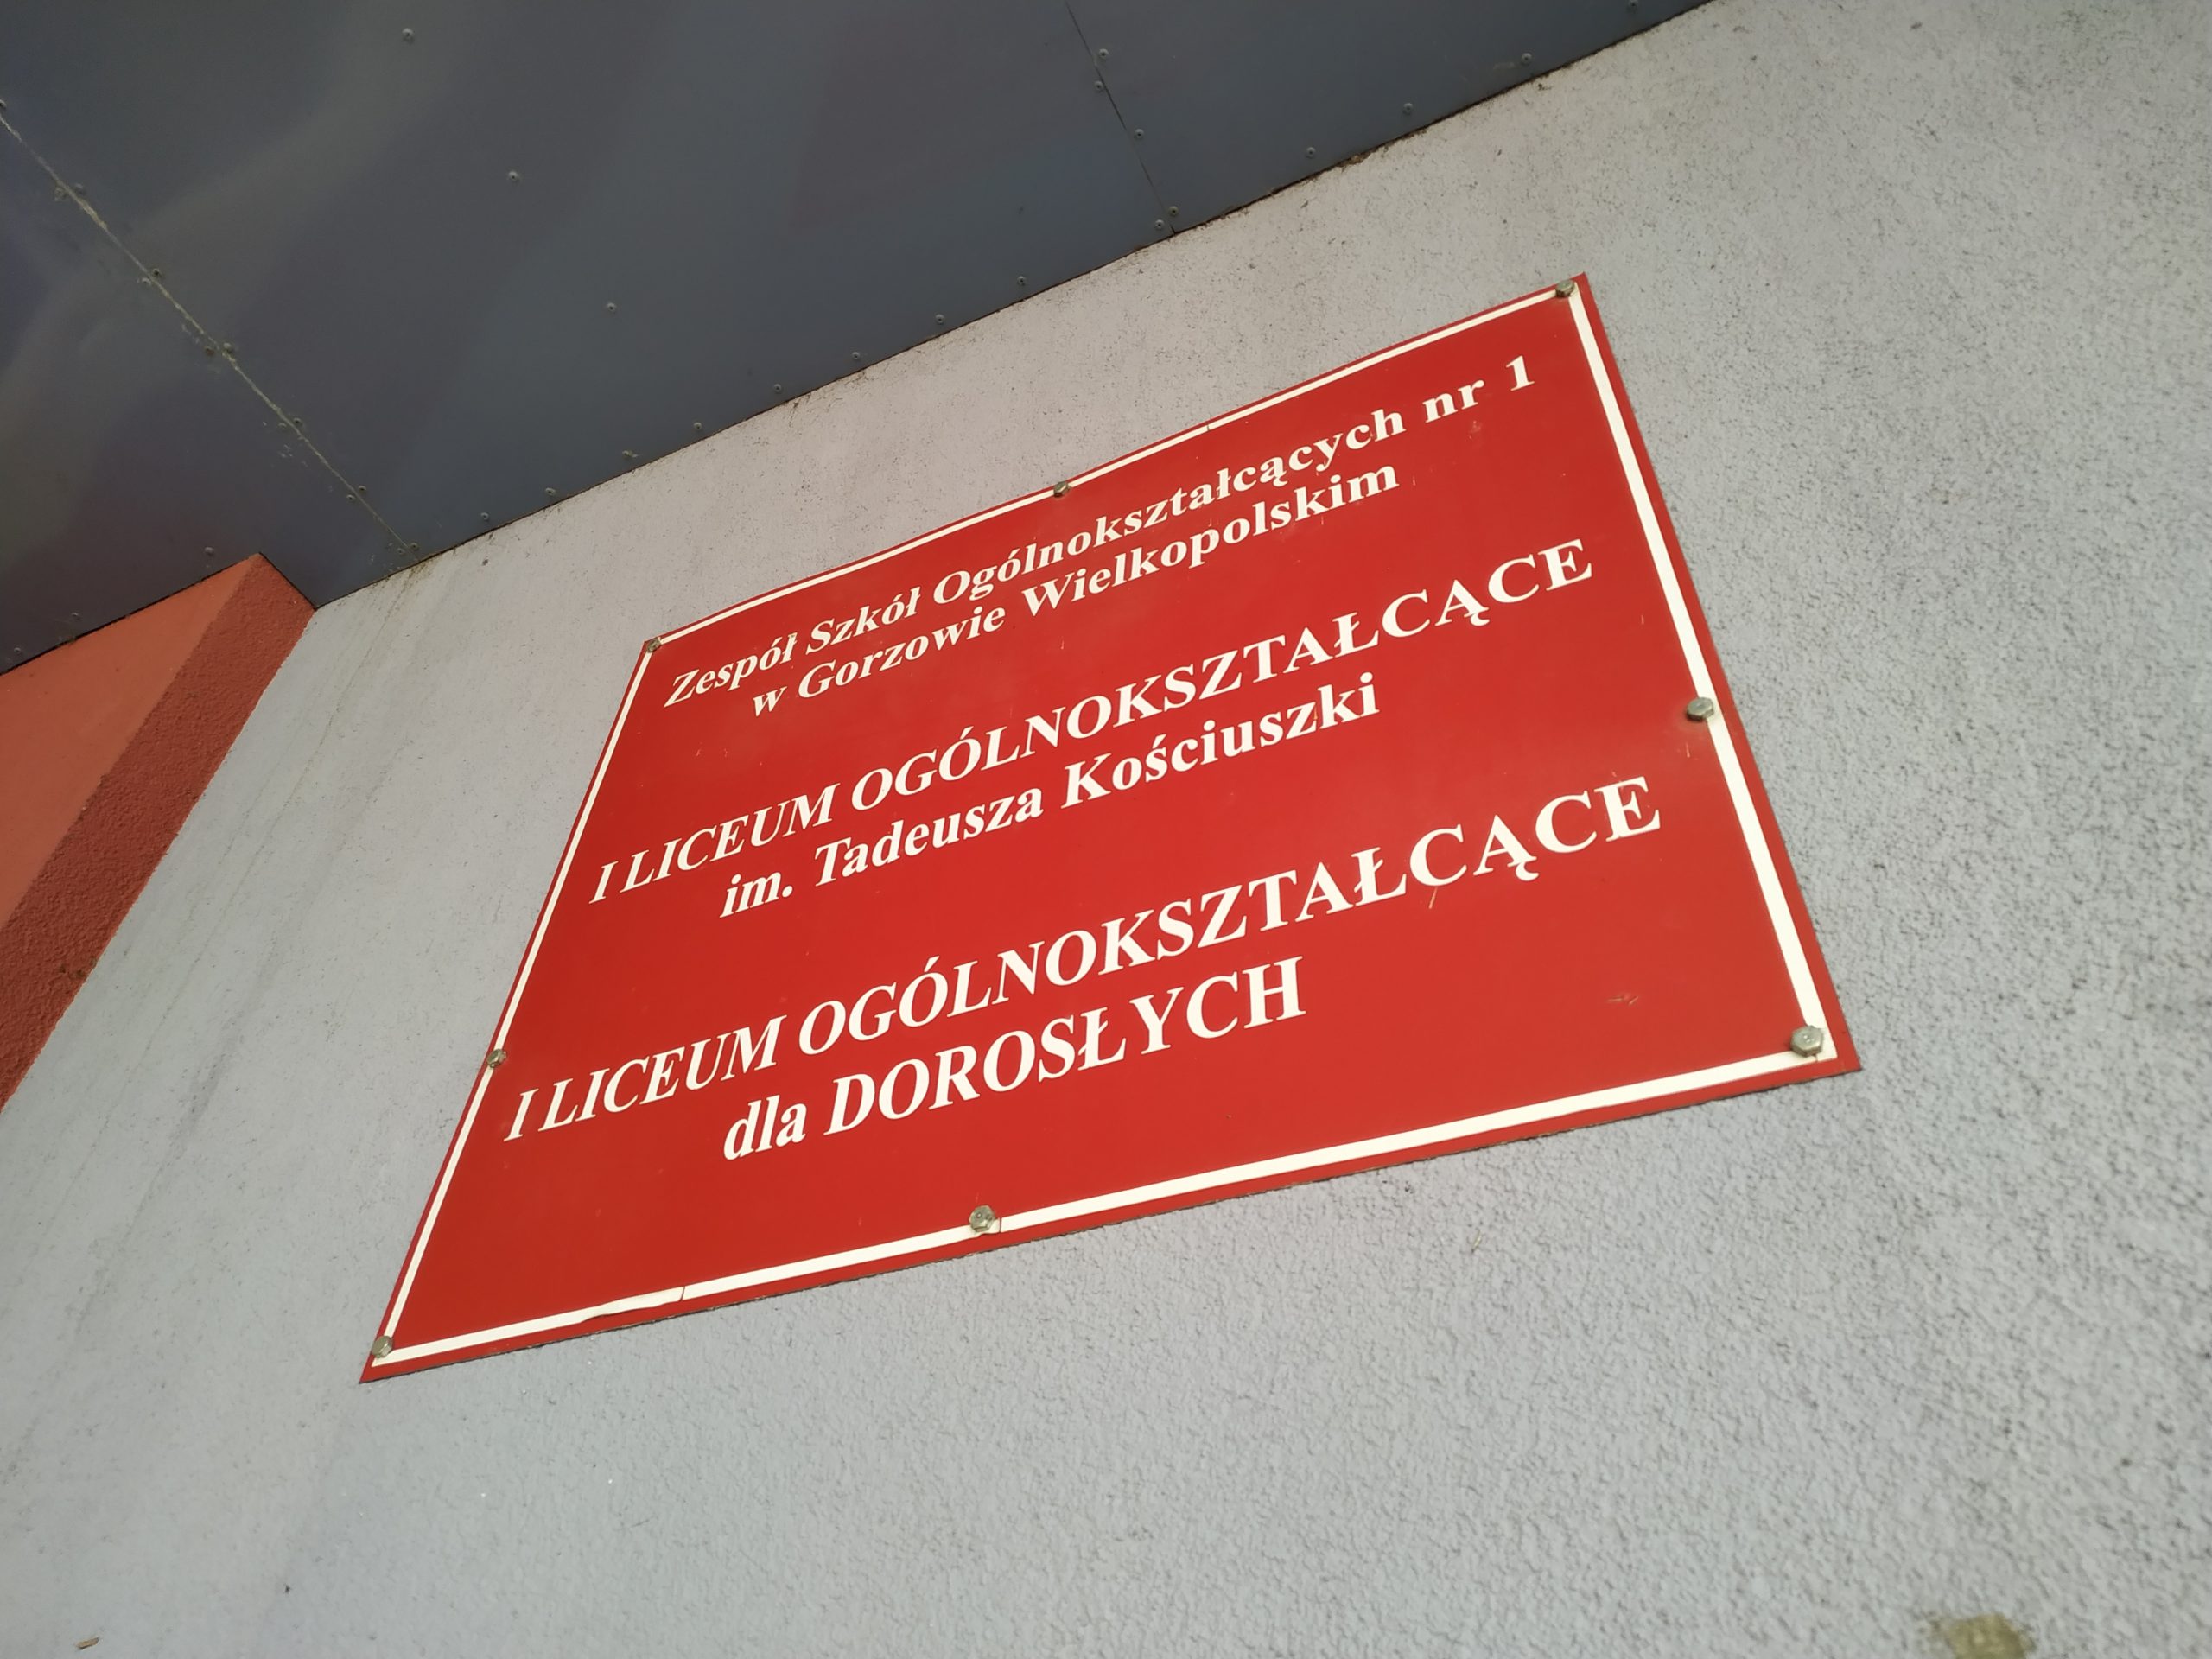 Zespół Szkół Ogólnokształcących nr 1
w Gorzowie Wielkopolskim
I LICEUM OGÓLNOKSZTAŁCĄCE
im. Tadeusza Kościuszki
I LICEUM OGÓLNOKSZTAŁCĄCE
dla DOROSŁYCH